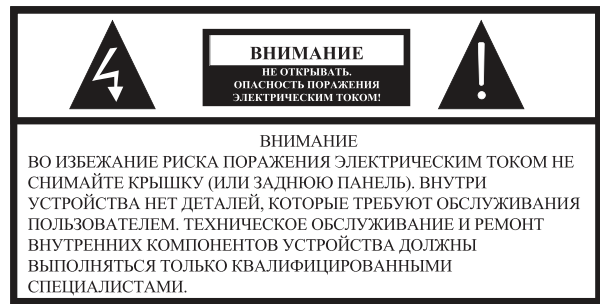 ВНИМАНИЕ
НЕ ОТКРЫВАТЬ.
ОПАСНОСТЬ ПОРАЖЕНИЯ
ЭЛЕКТРИЧЕСКИМ ТОКОМ!
ВНИМАНИЕ
ВО ИЗБЕЖАНИЕ РИСКА ПОРАЖЕНИЯ ЭЛЕКТРИЧЕСКИМ ТОКОМ НЕ
СНИМАЙТЕ КРЫШКУ (ИЛИ ЗАДНЮЮ ПАНЕЛЬ). ВНУТРИ
УСТРОЙСТВА НЕТ ДЕТАЛЕЙ, КОТОРЫЕ ТРЕБУЮТ ОБСЛУЖИВАНИЯ
ПОЛЬЗОВАТЕЛЕМ. ТЕХНИЧЕСКОЕ ОБСЛУЖИВАНИЕ И РЕМОНТ
ВНУТРЕННИХ КОМПОНЕНТОВ УСТРОЙСТВА ДОЛЖНЫ
ВЫПОЛНЯТЬСЯ ТОЛЬКО КВАЛИФИЦИРОВАННЫМИ
СПЕЦИАЛИСТАМИ.